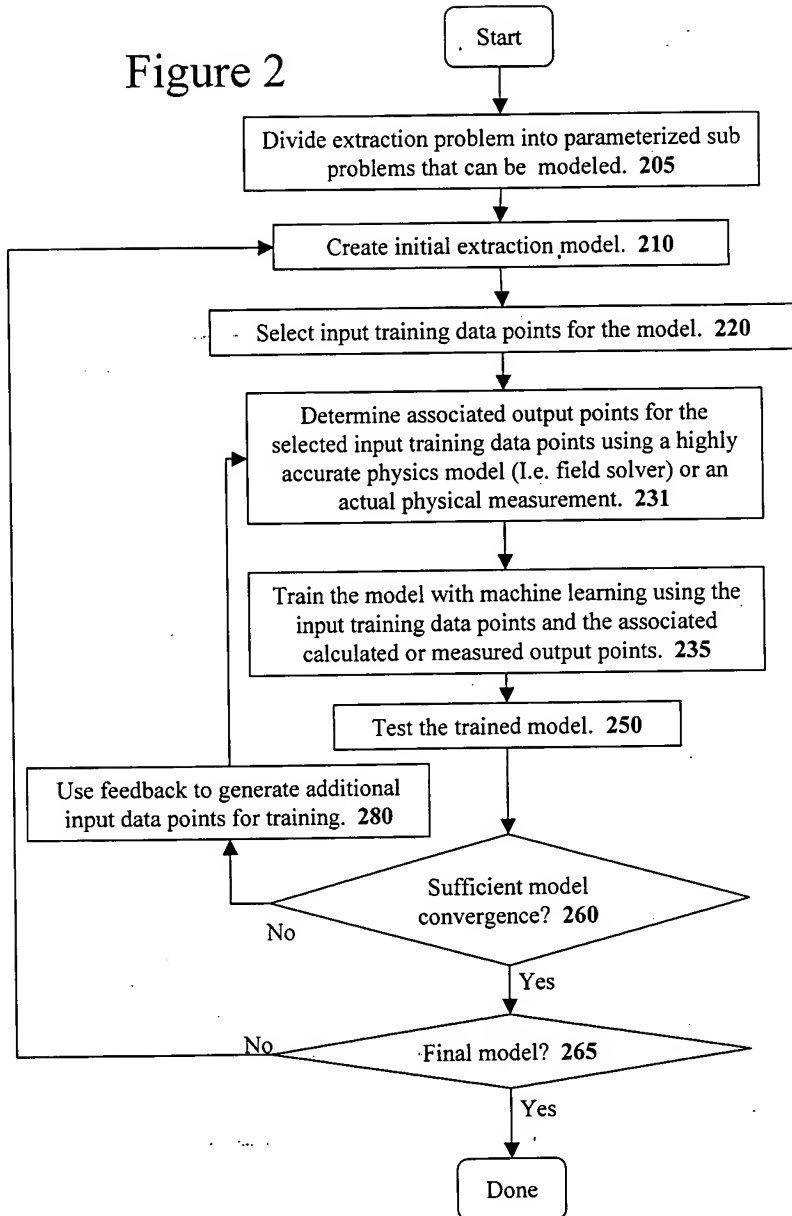 Figure 2
Start
Divide extraction problem into parameterized sub
problems that can be modeled. 205
Create initial extraction model. 210
Select input training data points for the model. 220
Determine associated output points for the
selected input training data points using a highly
accurate physics model (I.e. field solver) or an
actual physical measurement. 231
Train the model with machine learning using the
input training data points and the associated
calculated or measured output points. 235
Test the trained model. 250
Use feedback to generate additional
input data points for training. 280
Sufficient model
convergence? 260
No
Yes
Final model? 265
No
Yes
Done